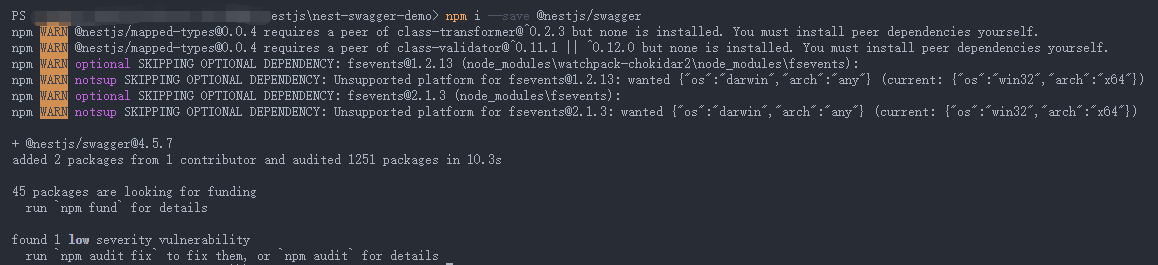 PS estjs\nest-swagger-demo> npm i --save @nestjs/swagger
npm WARN @nestjs/mapped-types@0.0.4 requires a peer of class-transformer@^0.2.3 but none is installed. You must install peer dependencies yourself.
npm WARN @nestjs/mapped-types@0.0.4 requires a peer of class-validator@^0.11.1 || ^0.12.0 but none is installed. You must install peer dependencies yourself.
npm WARN optional SKIPPING OPTIONAL DEPENDENCY: fsevents@1.2.13 (node_modules\watchpack-chokidar2\node_modules\fsevents):
npm WARN notsup SKIPPING OPTIONAL DEPENDENCY: Unsupported platform for fsevents@1.2.13: wanted {"os":"darwin","arch":"any"} (current: {"os":"win32","arch":"x64"})
npm WARN optional SKIPPING OPTIONAL DEPENDENCY: fsevents@2.1.3 (node_modules\fsevents):
npm WARN notsup SKIPPING OPTIONAL DEPENDENCY: Unsupported platform for fsevents@2.1.3: wanted {"os":"darwin","arch":"any"} (current: {"os":"win32","arch":"x64"})
+ @nestjs/swagger@4.5.7
added 2 packages from 1 contributor and audited 1251 packages in 10.3s
45 packages are looking for funding
run `npm fund` for details
found 1 low severity vulnerability
run `npm audit fix` to fix them, or `npm audit` for details